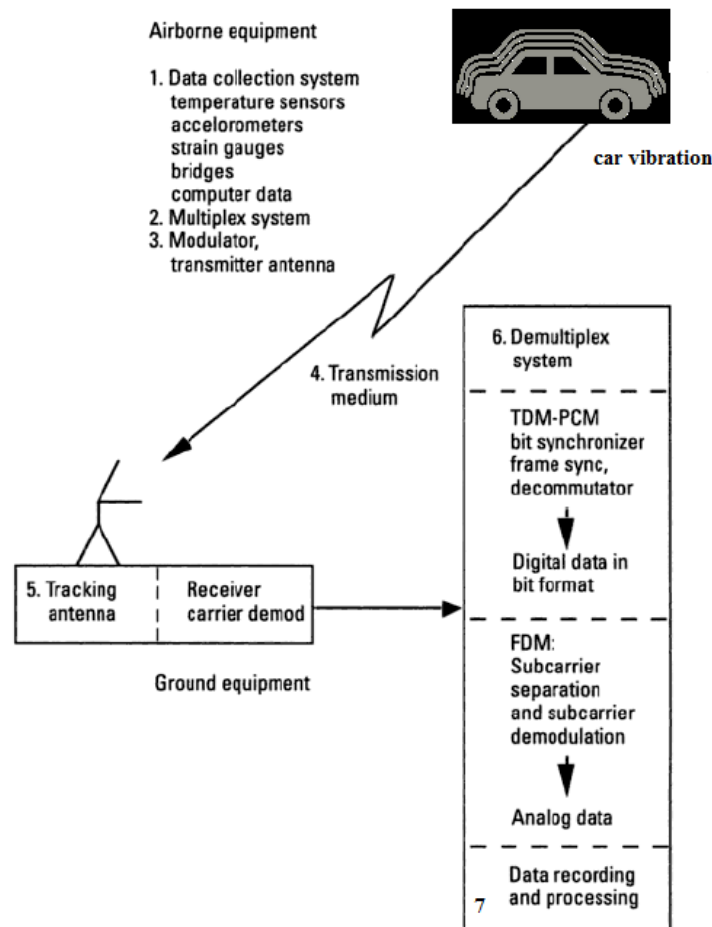 Airborne equipment
1. Data collection system
temperature sensors
accelorometers
strain gauges
bridges
computer data
2. Multiplex system
3. Modulator,
transmitter antenna
car vibration
4. Transmission
medium
5. Tracking
antenna
Receiver
carrier demod
Ground equipment
6. Demultiplex
system
TDM-PCM
bit synchronizer
frame sync,
decommutator
Digital data in
bit format
FDM:
Subcarrier
separation
and subcarrier
demodulation
Analog data
Data recording
7 and processing